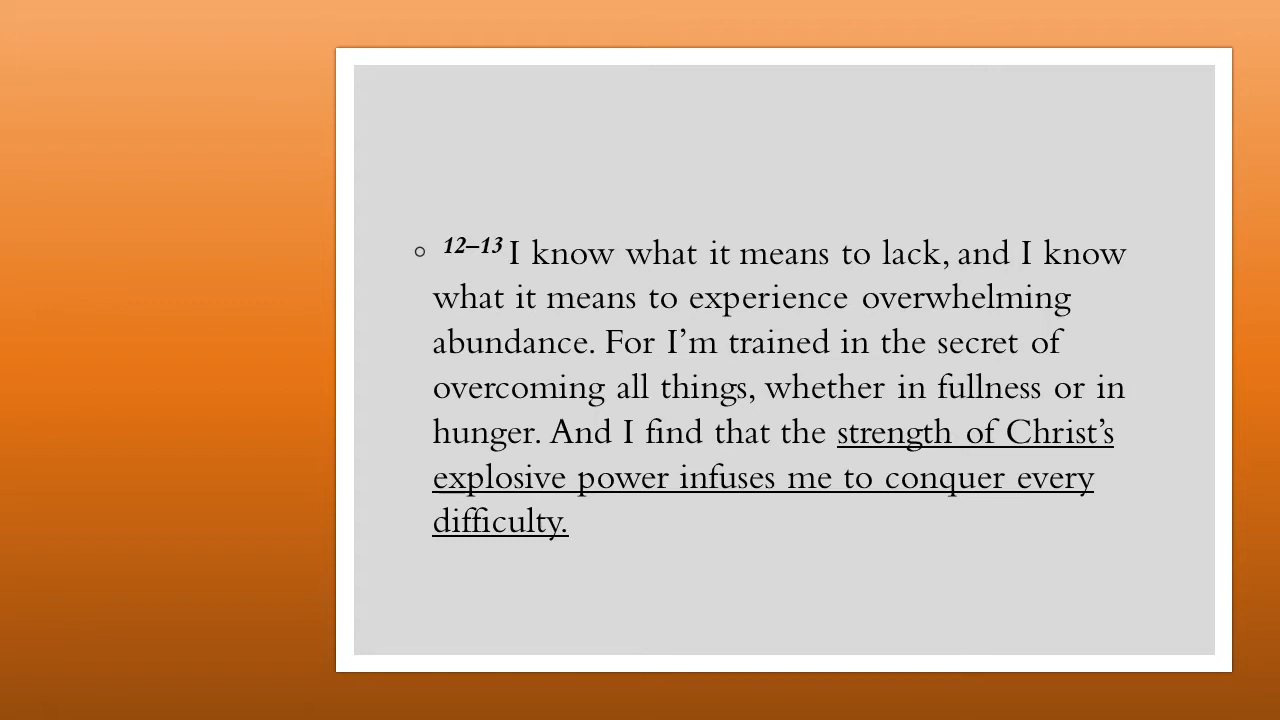 ◦ 12–13 I know what it means to lack, and I know
what it means to experience overwhelming
abundance. For I’m trained in the secret of
overcoming all things, whether in fullness or in
hunger. And I find that the strength of Christ’s
explosive power infuses me to conquer every
difficulty.